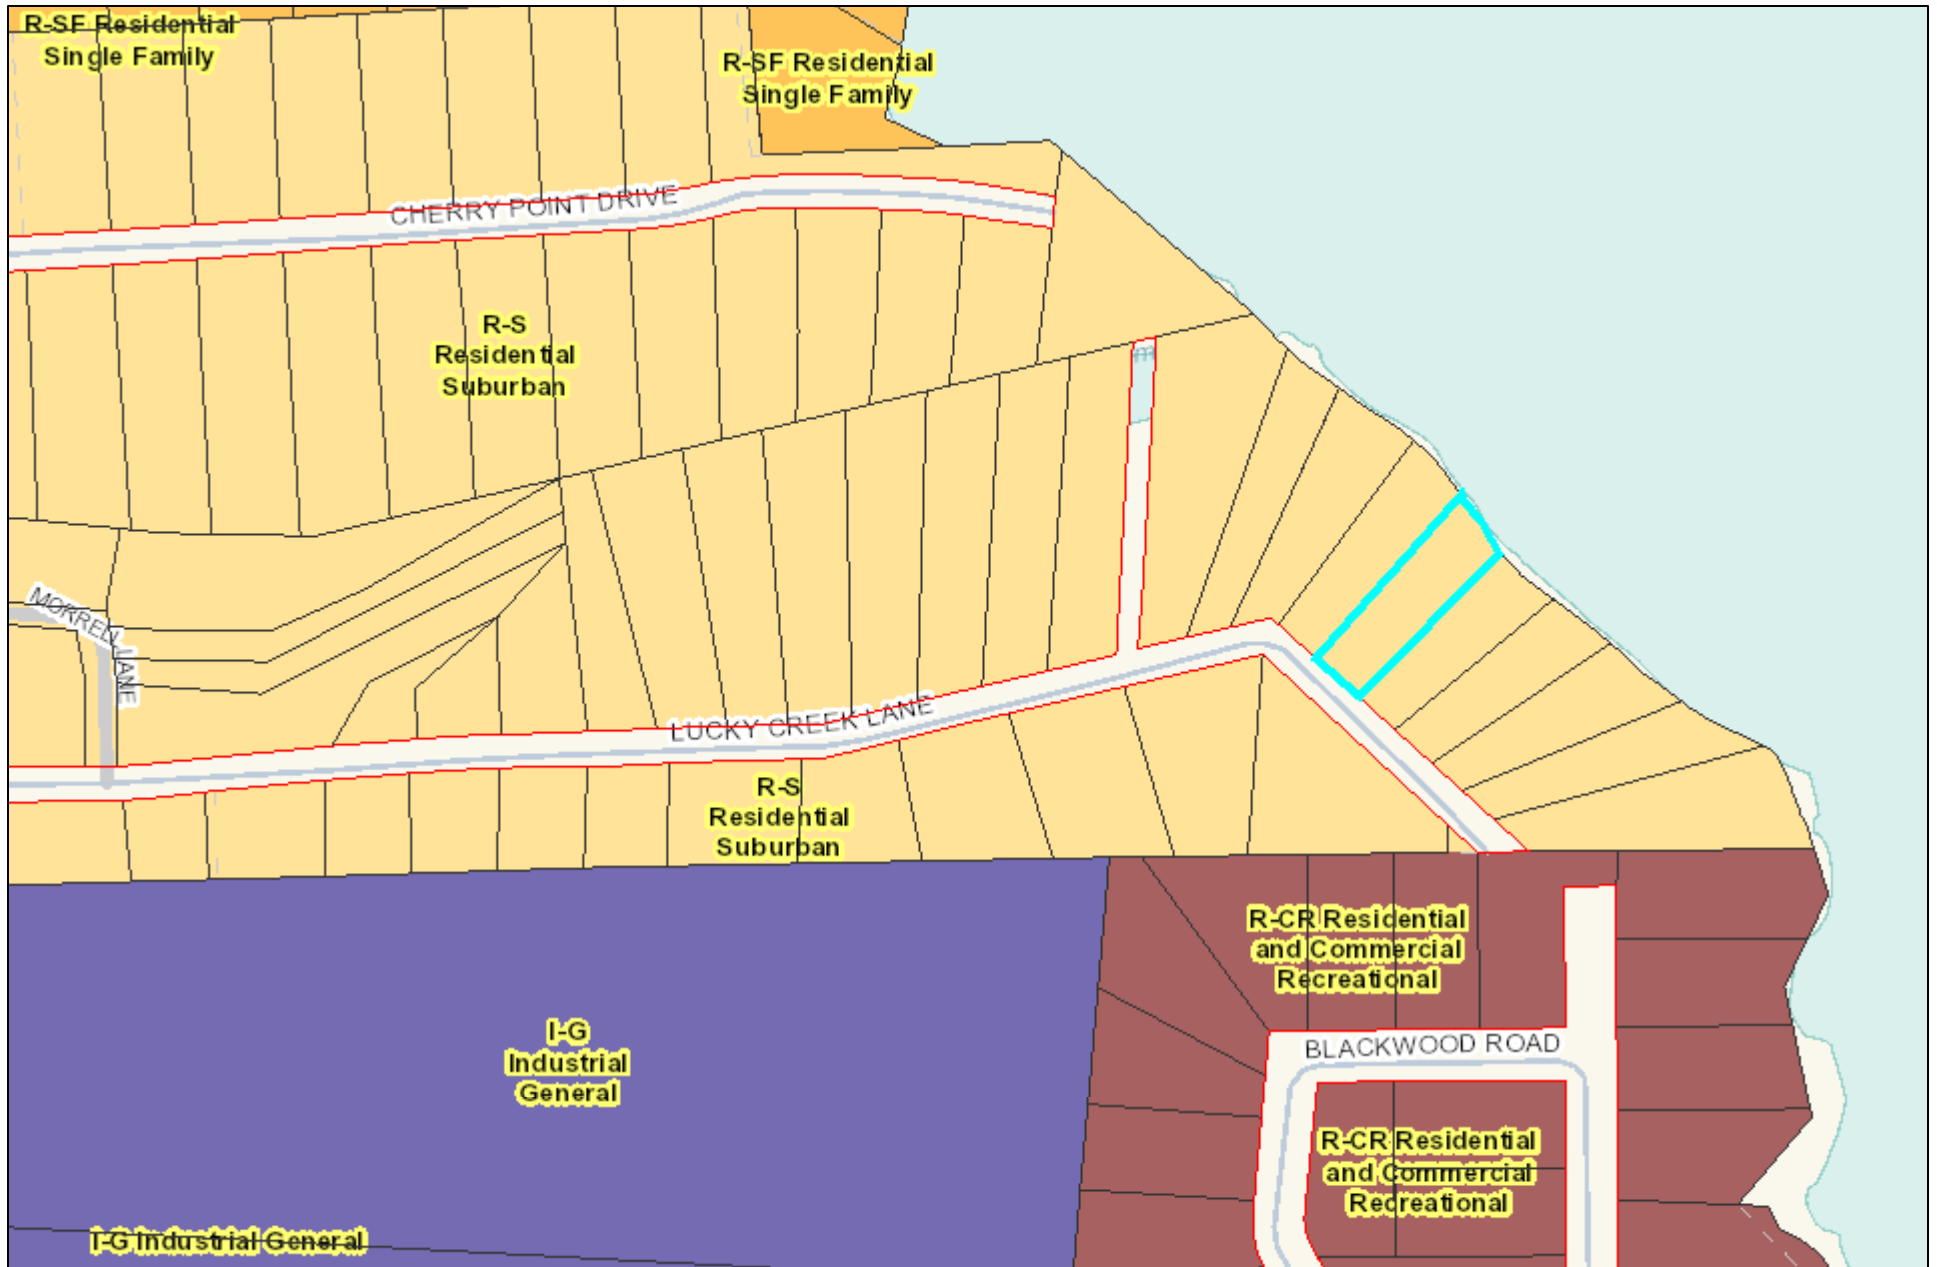 R-SF Residential
Single Family
R-SF Residential
Single Family
CHERRY POINT DRIVE
R-S
Residential
Suburban
MORRELL LANE
LUCKY CREEK LANE
R-S
Residential
Suburban
R-CR Residential
and Commercial
Recreational
I-G
Industrial
General
BLACKWOOD ROAD
R-CR Residential
and Commercial
Recreational
I-G Industrial General